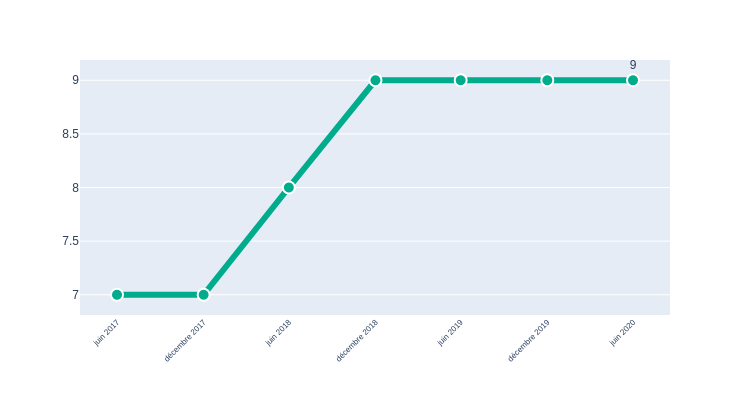 9
9
8.5
8
7.5
7
juin 2017
décembre 2017
juin 2018
décembre 2018
juin 2019
décembre 2019
juin 2020